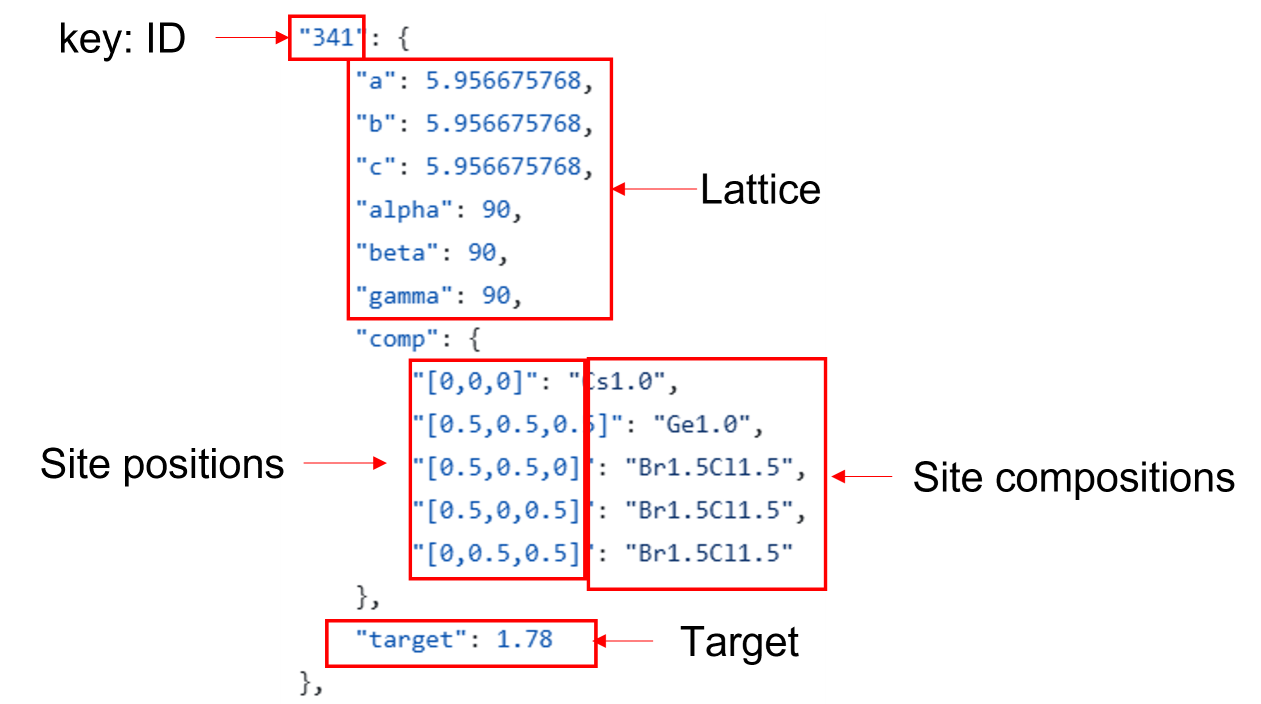 key: ID
"341": {
"a": 5.956675768,
"b": 5.956675768,
"c": 5.956675768,
Lattice
"alpha": 90,
"beta": 90,
"gamma": 90,
"comp": {
"[0,0,0]": "Cs1.0",
"[0.5,0.5,0.5]": "Ge1.0",
Site positions
"[0.5,0.5,0]": "Br1.5Cl1.5",
Site compositions
"[0.5,0,0.5]": "Br1.5Cl1.5",
"[0,0.5,0.5]": "Br1.5Cl1.5"
},
"target": 1.78
Target
},